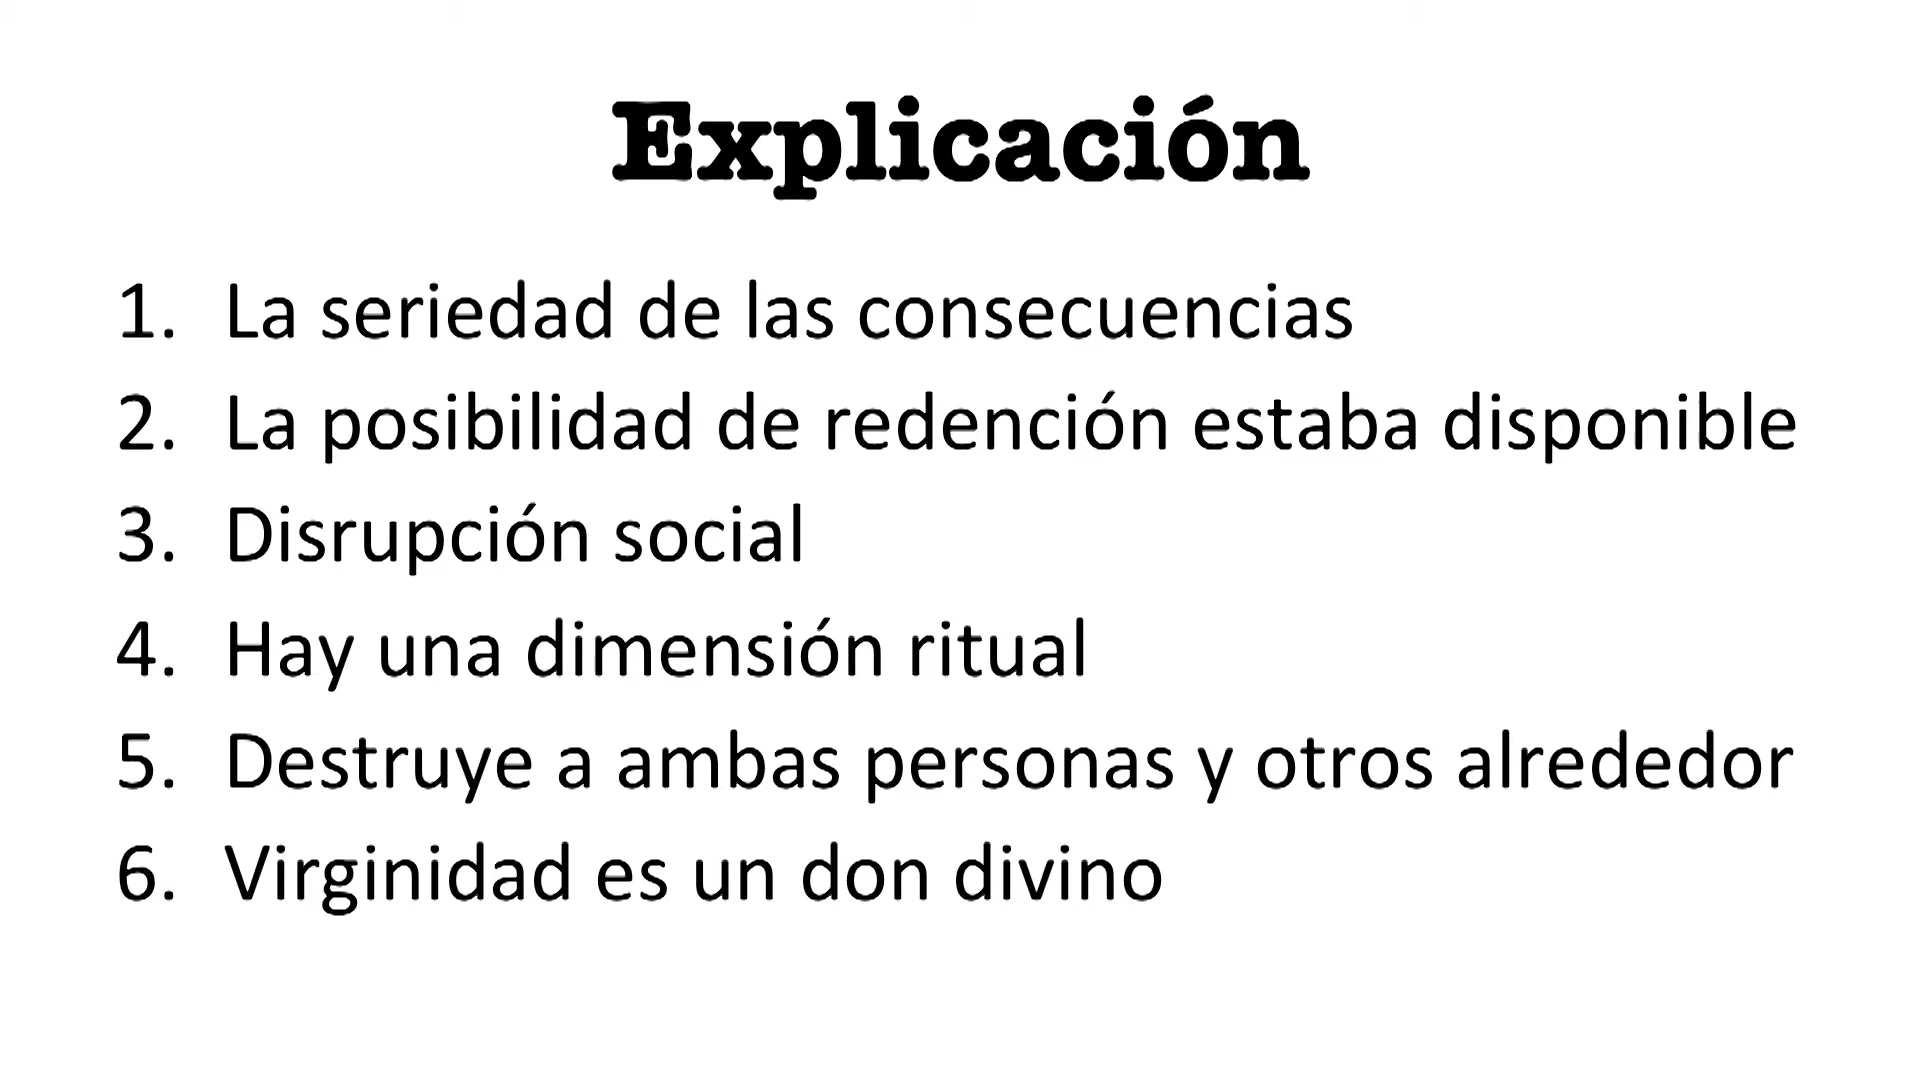 Explicación
1. La seriedad de las consecuencias
2. La posibilidad de redención estaba disponible
3. Disrupción social
4. Hay una dimensión ritual
5. Destruye a ambas personas y otros alrededor
6. Virginidad es un don divino